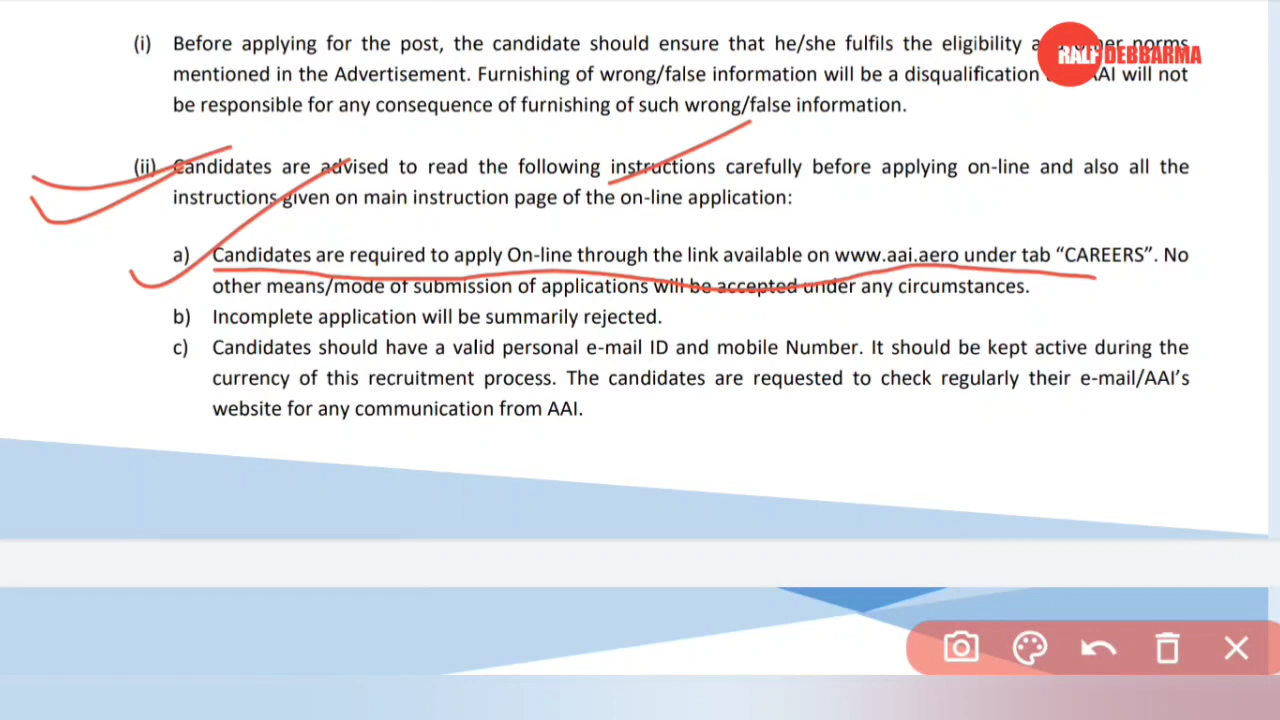 (i) Before applying for the post, the candidate should ensure that he/she fulfils the eligibility norms
RALF DEBBARMA
mentioned in the Advertisement. Furnishing of wrong/false information will be a disqualification AAI will not
be responsible for any consequence of furnishing of such wrong/false information.
(ii) Candidates are advised to read the following instructions carefully before applying on-line and also all the
instructions given on main instruction page of the on-line application:
a) Candidates are required to apply On-line through the link available on www.aai.aero under tab “CAREERS”. No
other means/mode of submission of applications will be accepted under any circumstances.
b) Incomplete application will be summarily rejected.
c) Candidates should have a valid personal e-mail ID and mobile Number. It should be kept active during the
currency of this recruitment process. The candidates are requested to check regularly their e-mail/AAI’s
website for any communication from AAI.